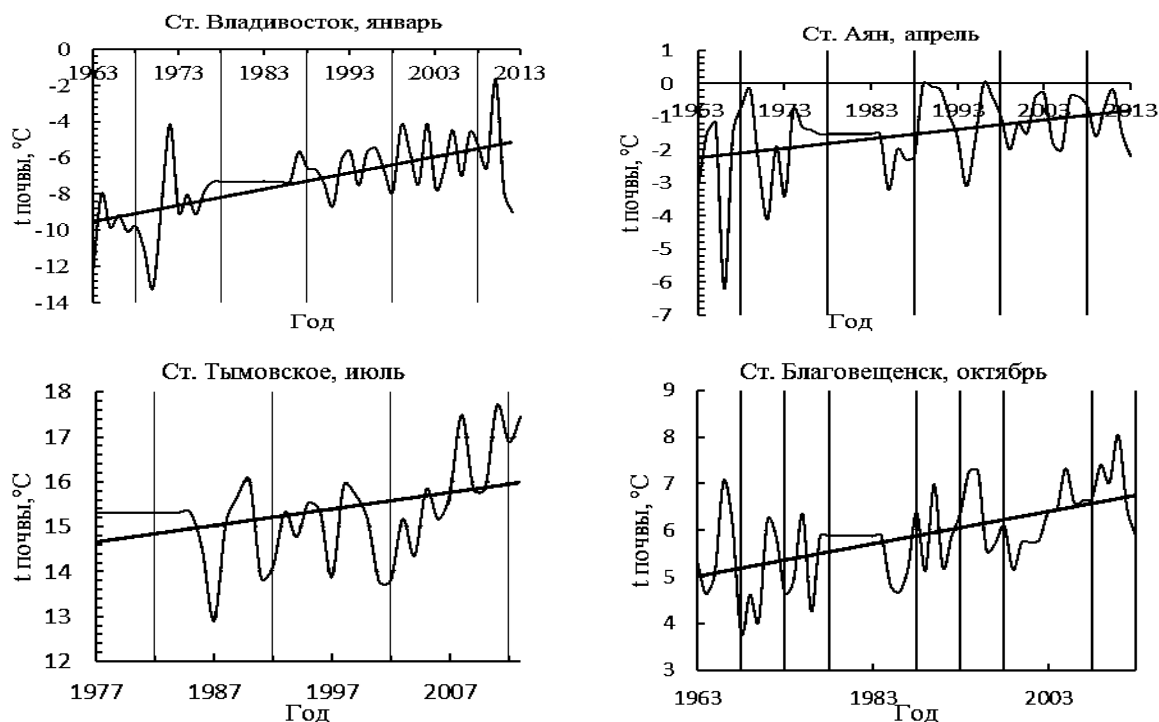 Ст. Владивосток, январь
0
1963 1973 1983 1993 2003 2013
-2
-4
-6
-8
-10
-12
-14
t почвы, °C
Год
Ст. Аян, апрель
1
0
1963 1973 1983 1993 2003 2013
-1
-2
-3
-4
-5
-6
-7
t почвы, °C
Год
Ст. Тымовское, июль
18
17
16
15
14
13
12
t почвы,°C
1977 1987 1997 2007
Год
Ст. Благовещенск, октябрь
9
8
7
6
5
4
3
t почвы,°C
1963 1983 2003
Год